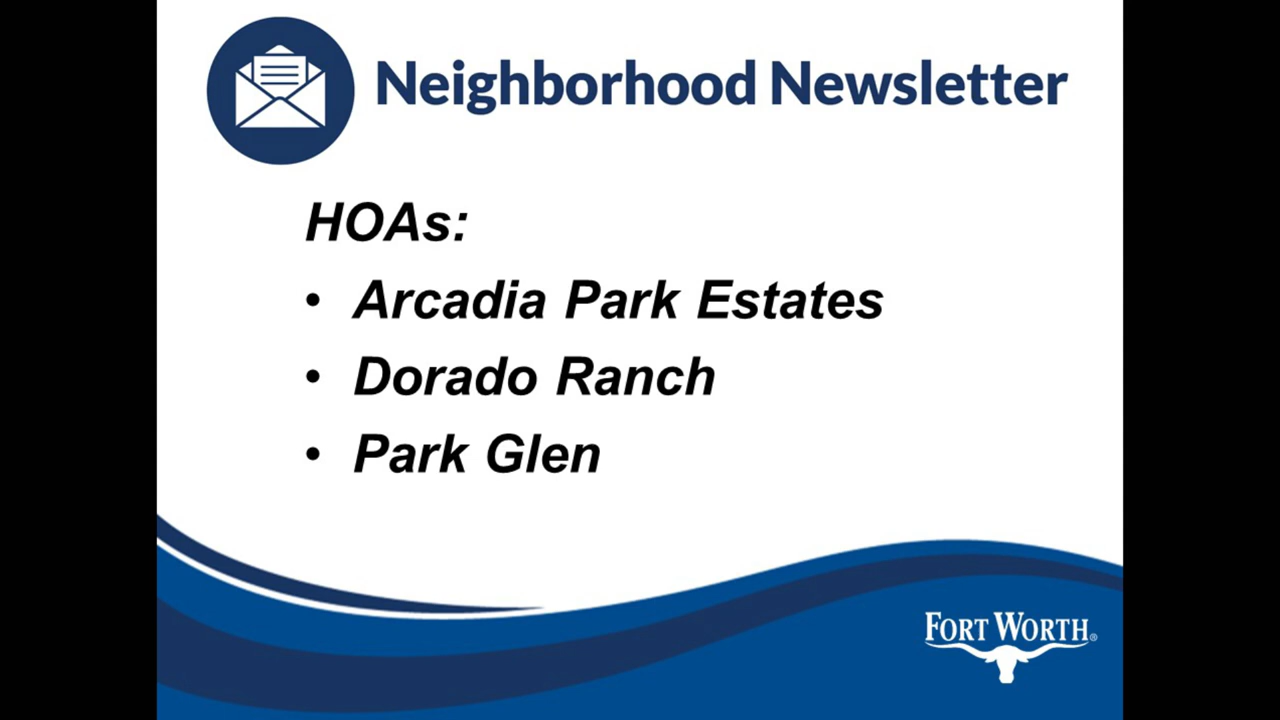 Neighborhood Newsletter
HOAs:
• Arcadia Park Estates
• Dorado Ranch
• Park Glen
FORT WORTH®